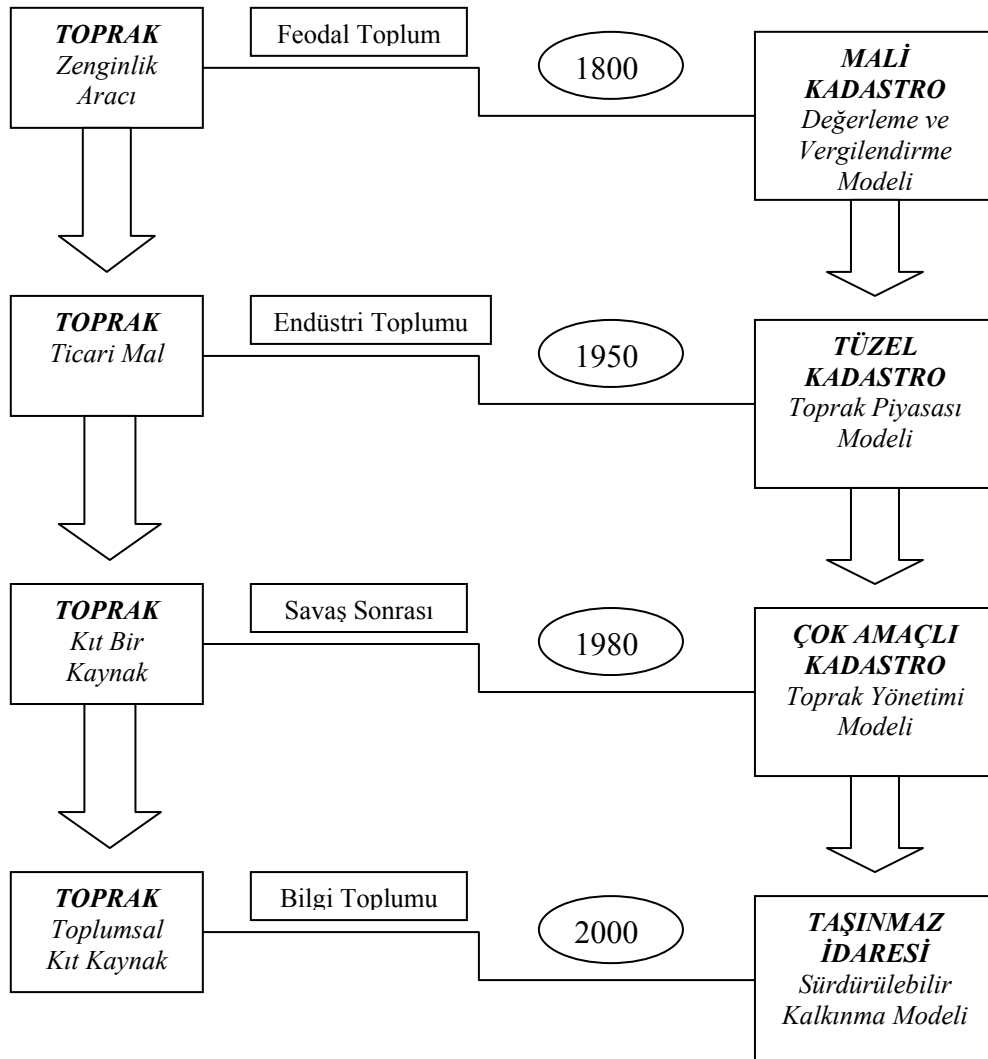 TOPRAK
Zenginlik
Aracı
Feodal Toplum
1800
MALİ
KADASTRO
Değerleme ve
Vergilendirme
Modeli
TOPRAK
Ticari Mal
Endüstri Toplumu
1950
TÜZEL
KADASTRO
Toprak Piyasası
Modeli
TOPRAK
Kıt Bir
Kaynak
Savaş Sonrası
1980
ÇOK AMAÇLI
KADASTRO
Toprak Yönetimi
Modeli
TOPRAK
Toplumsal
Kıt Kaynak
Bilgi Toplumu
2000
TAŞINMAZ
İDARESİ
Sürdürülebilir
Kalkınma Modeli